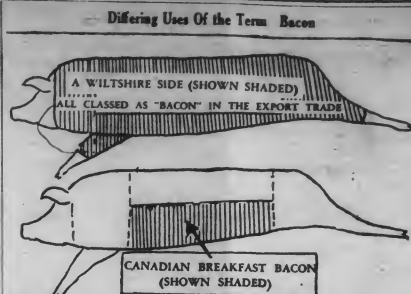 Differing Uses Of the Term Bacon
A WILTSHIRE SIDE (SHOWN SHADED)
ALL CLASSED AS "BACON" IN THE EXPORT TRADE
CANADIAN BREAKFAST BACON
(SHOWN SHADED)